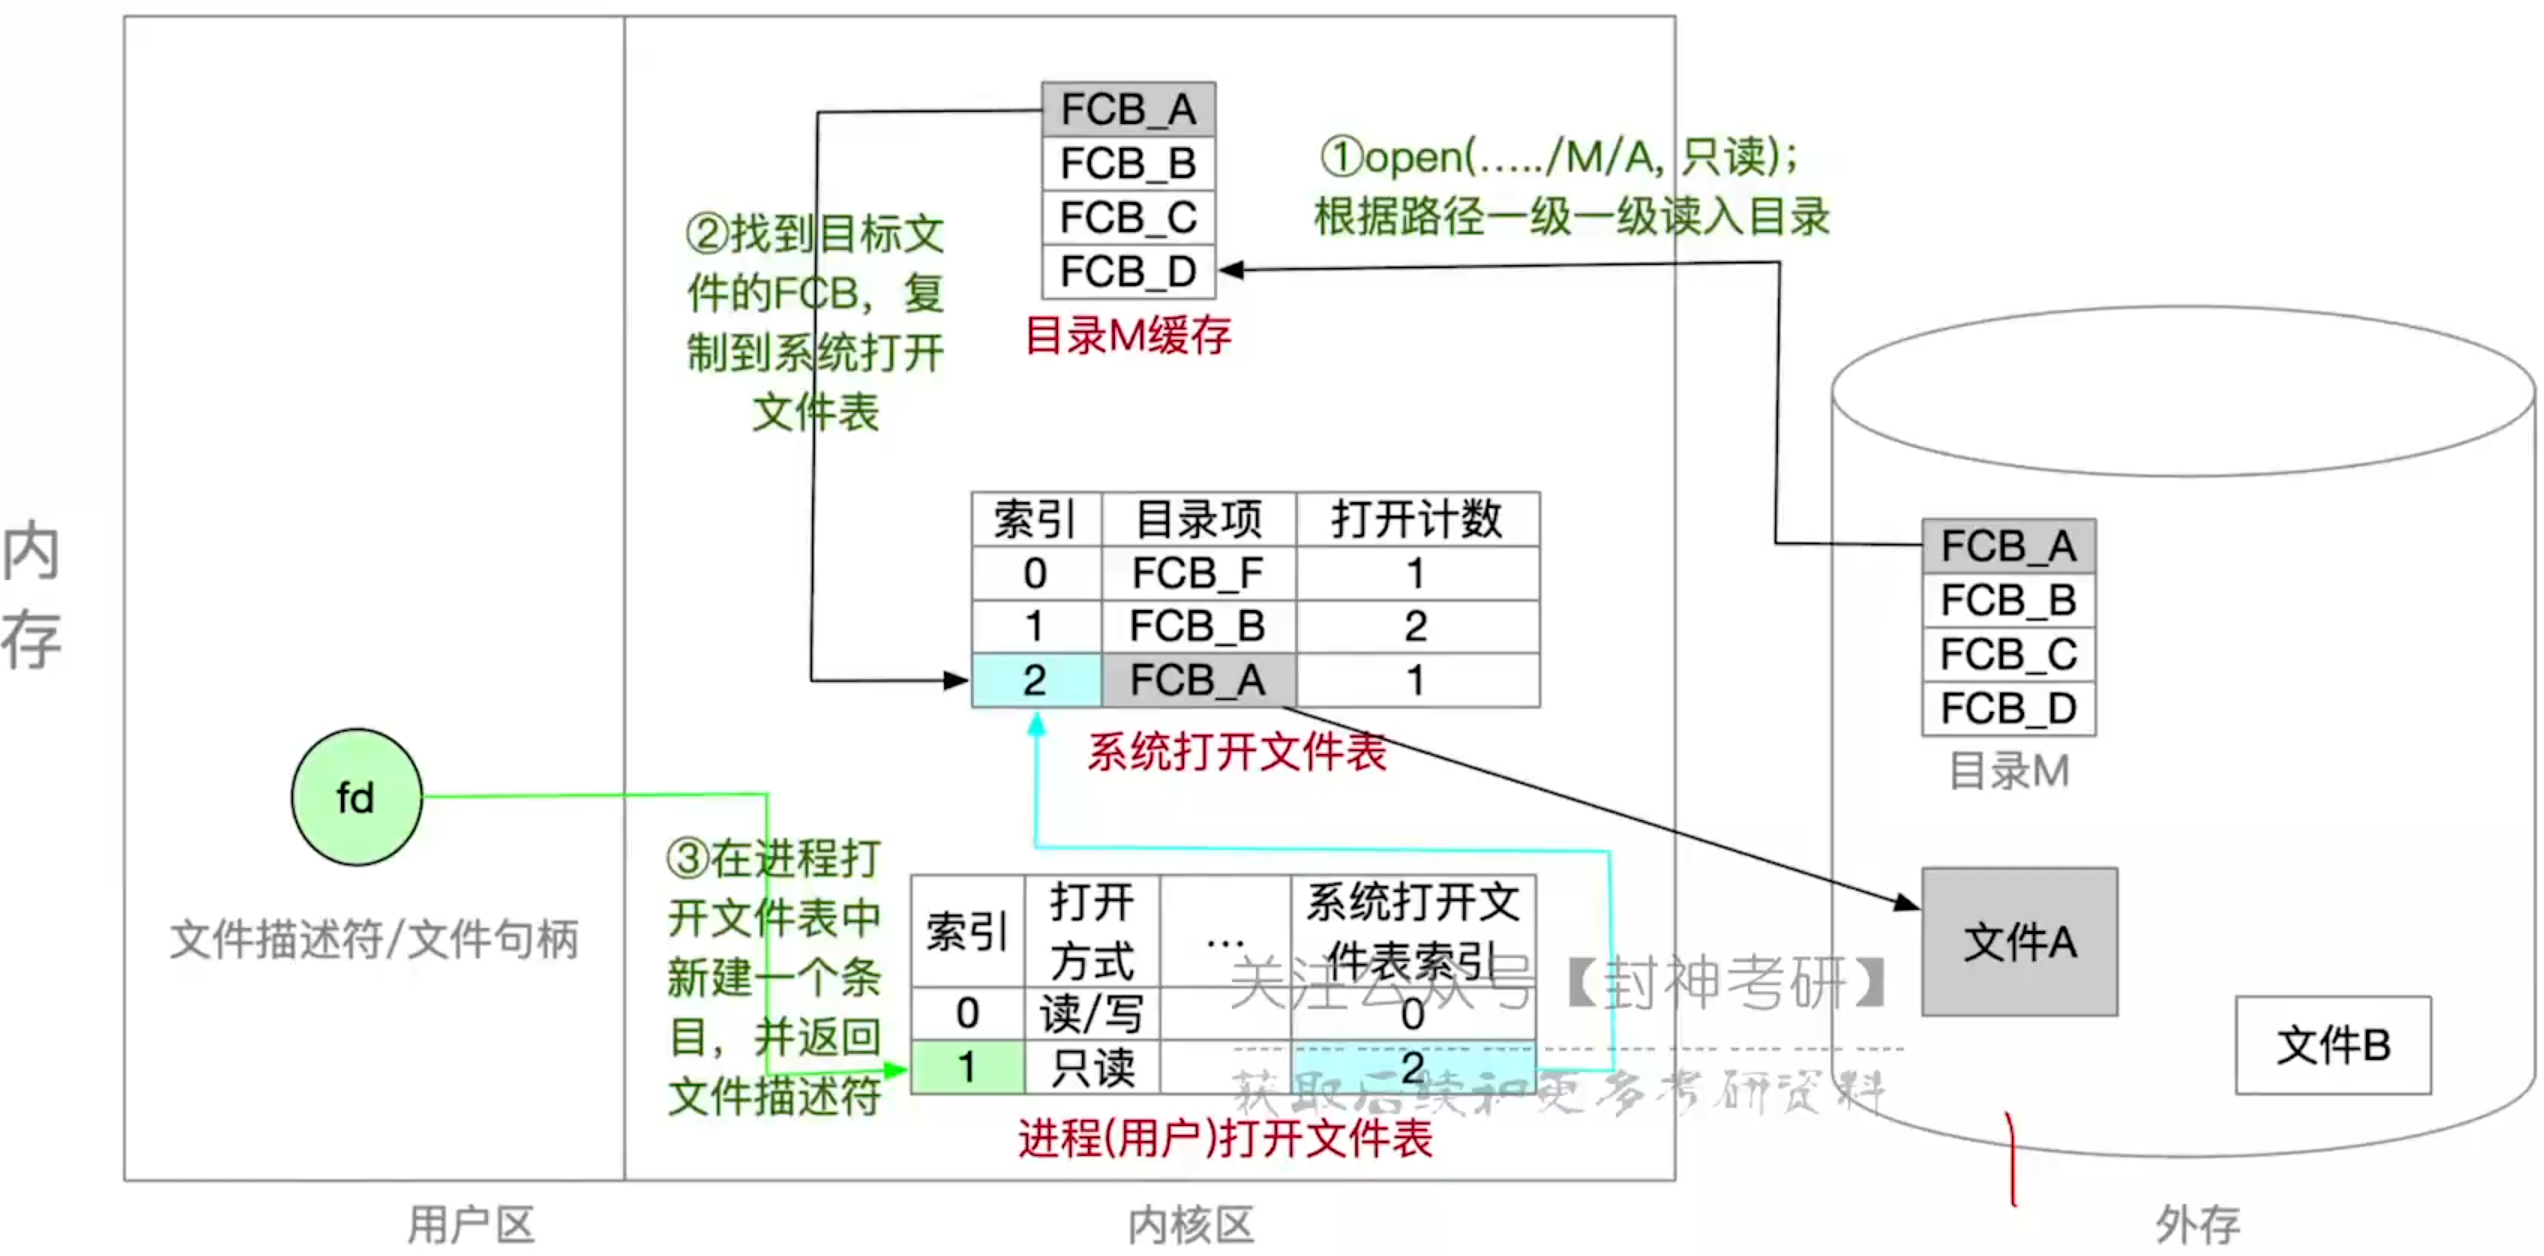 FCB_A
FCB_B
FCB_C
FCB_D
目录M缓存
①open(...../M/A, 只读);
根据路径一级一级读入目录
②找到目标文
件的FCB，复
制到系统打开
文件表
内
存
索引 目录项 打开计数
0 FCB_F 1
1 FCB_B 2
2 FCB_A 1
系统打开文件表
FCB_A
FCB_B
FCB_C
FCB_D
目录M
fd
文件描述符/文件句柄
③在进程打
开文件表中
新建一个条
目，并返回
文件描述符
索引 打开方式 ... 系统打开文件表索引
0 读/写 0
1 只读 2
进程(用户)打开文件表
文件A
文件B
关注公众号【封神考研】
获取后续和更多考研资料
用户区
内核区
外存